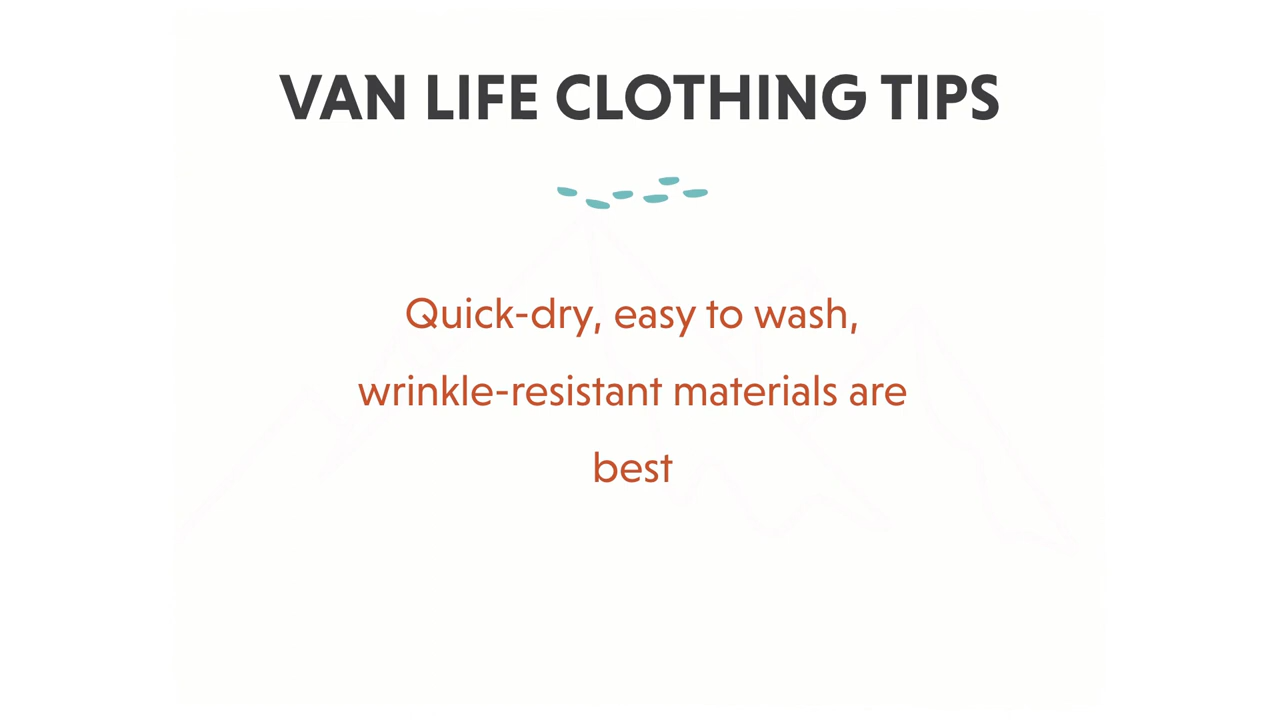 VAN LIFE CLOTHING TIPS
Quick-dry, easy to wash,
wrinkle-resistant materials are
best